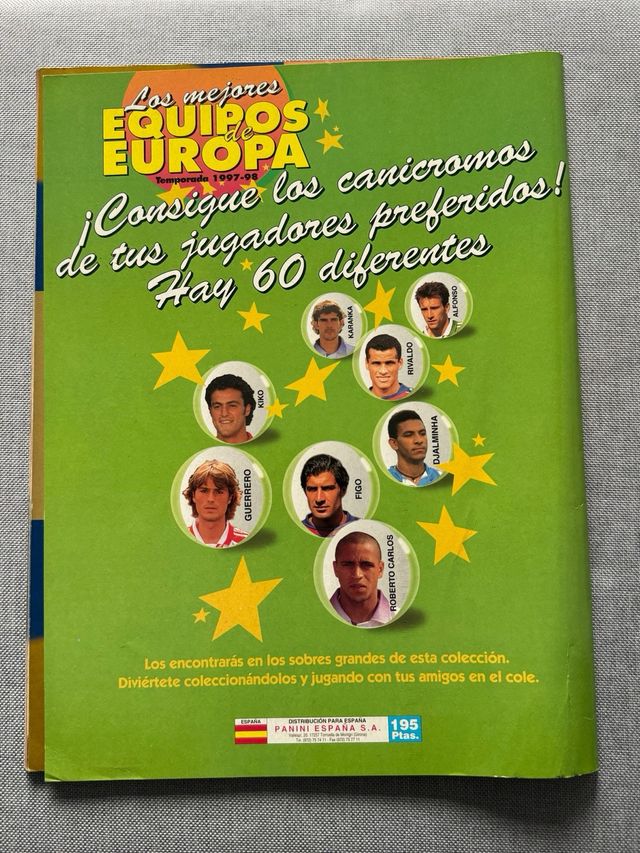 Los mejores
EQUIPOS
de
EUROPA
Temporada 1997-98
¡Consigue los canicromos
de tus jugadores preferidos!
Hay 60 diferentes
KARANKA
ALFONSO
RIVALDO
KIKO
DJALMINHA
GUERRERO
FIGO
ROBERTO CARLOS
Los encontrarás en los sobres grandes de esta colección.
Diviértete coleccionándolos y jugando con tus amigos en el cole.
ESPAÑA
DISTRIBUCIÓN PARA ESPAÑA
PANINI ESPAÑA S.A.
195
Ptas.